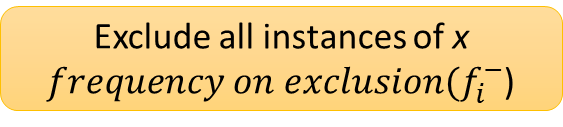 Exclude all instances of x
frequency on exclusion(fᵢ⁻)